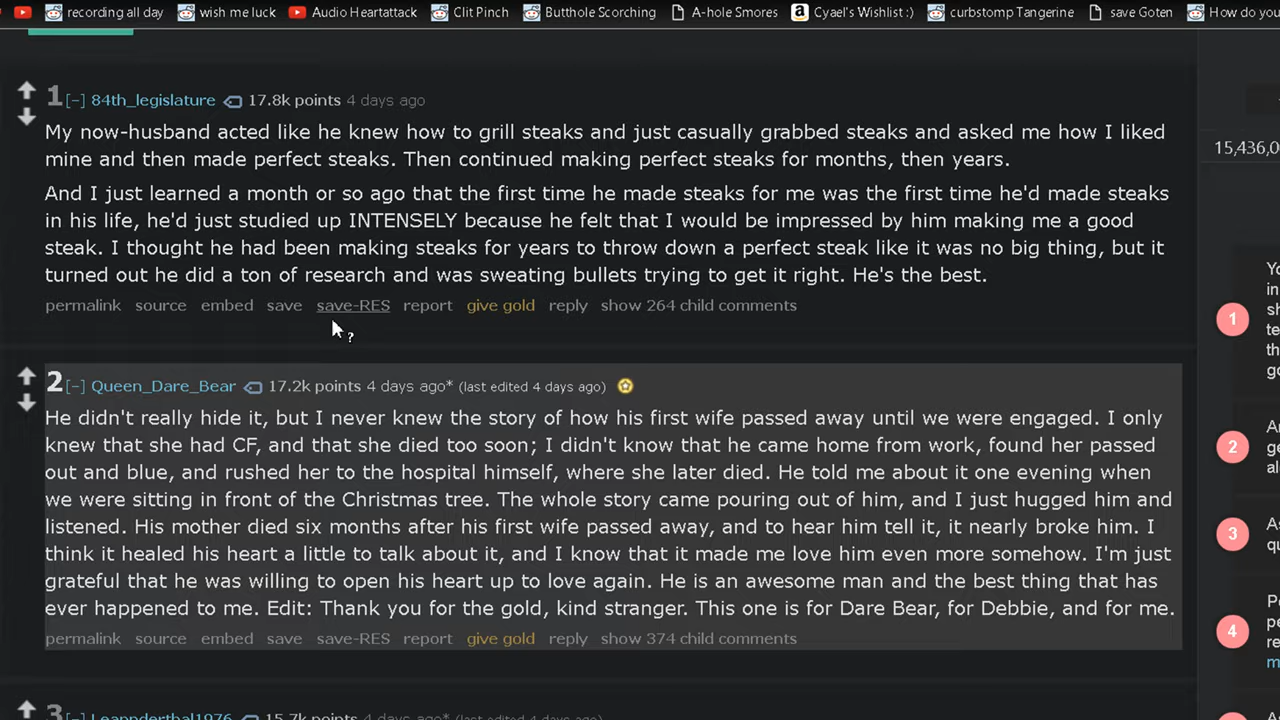 recording all day wish me luck Audio Heartattack Clit Pinch Butthole Scorching A-hole Smores Cyael's Wishlist :) curbstomp Tangerine save Goten How do you
1 [–] 84th_legislature 17.8k points 4 days ago
My now-husband acted like he knew how to grill steaks and just casually grabbed steaks and asked me how I liked
mine and then made perfect steaks. Then continued making perfect steaks for months, then years.
15,436,0
And I just learned a month or so ago that the first time he made steaks for me was the first time he'd made steaks
in his life, he'd just studied up INTENSELY because he felt that I would be impressed by him making me a good
steak. I thought he had been making steaks for years to throw down a perfect steak like it was no big thing, but it
turned out he did a ton of research and was sweating bullets trying to get it right. He's the best.
permalink source embed save save-RES report give gold reply show 264 child comments
2 [–] Queen_Dare_Bear 17.2k points 4 days ago* (last edited 4 days ago)
He didn't really hide it, but I never knew the story of how his first wife passed away until we were engaged. I only
knew that she had CF, and that she died too soon; I didn't know that he came home from work, found her passed
out and blue, and rushed her to the hospital himself, where she later died. He told me about it one evening when
we were sitting in front of the Christmas tree. The whole story came pouring out of him, and I just hugged him and
listened. His mother died six months after his first wife passed away, and to hear him tell it, it nearly broke him. I
think it healed his heart a little to talk about it, and I know that it made me love him even more somehow. I'm just
grateful that he was willing to open his heart up to love again. He is an awesome man and the best thing that has
ever happened to me. Edit: Thank you for the gold, kind stranger. This one is for Dare Bear, for Debbie, and for me.
permalink source embed save save-RES report give gold reply show 374 child comments
3 [–] Leannderthal1976 15.7k points 4 days ago* (last edited 4 days ago)
1
2
3
4